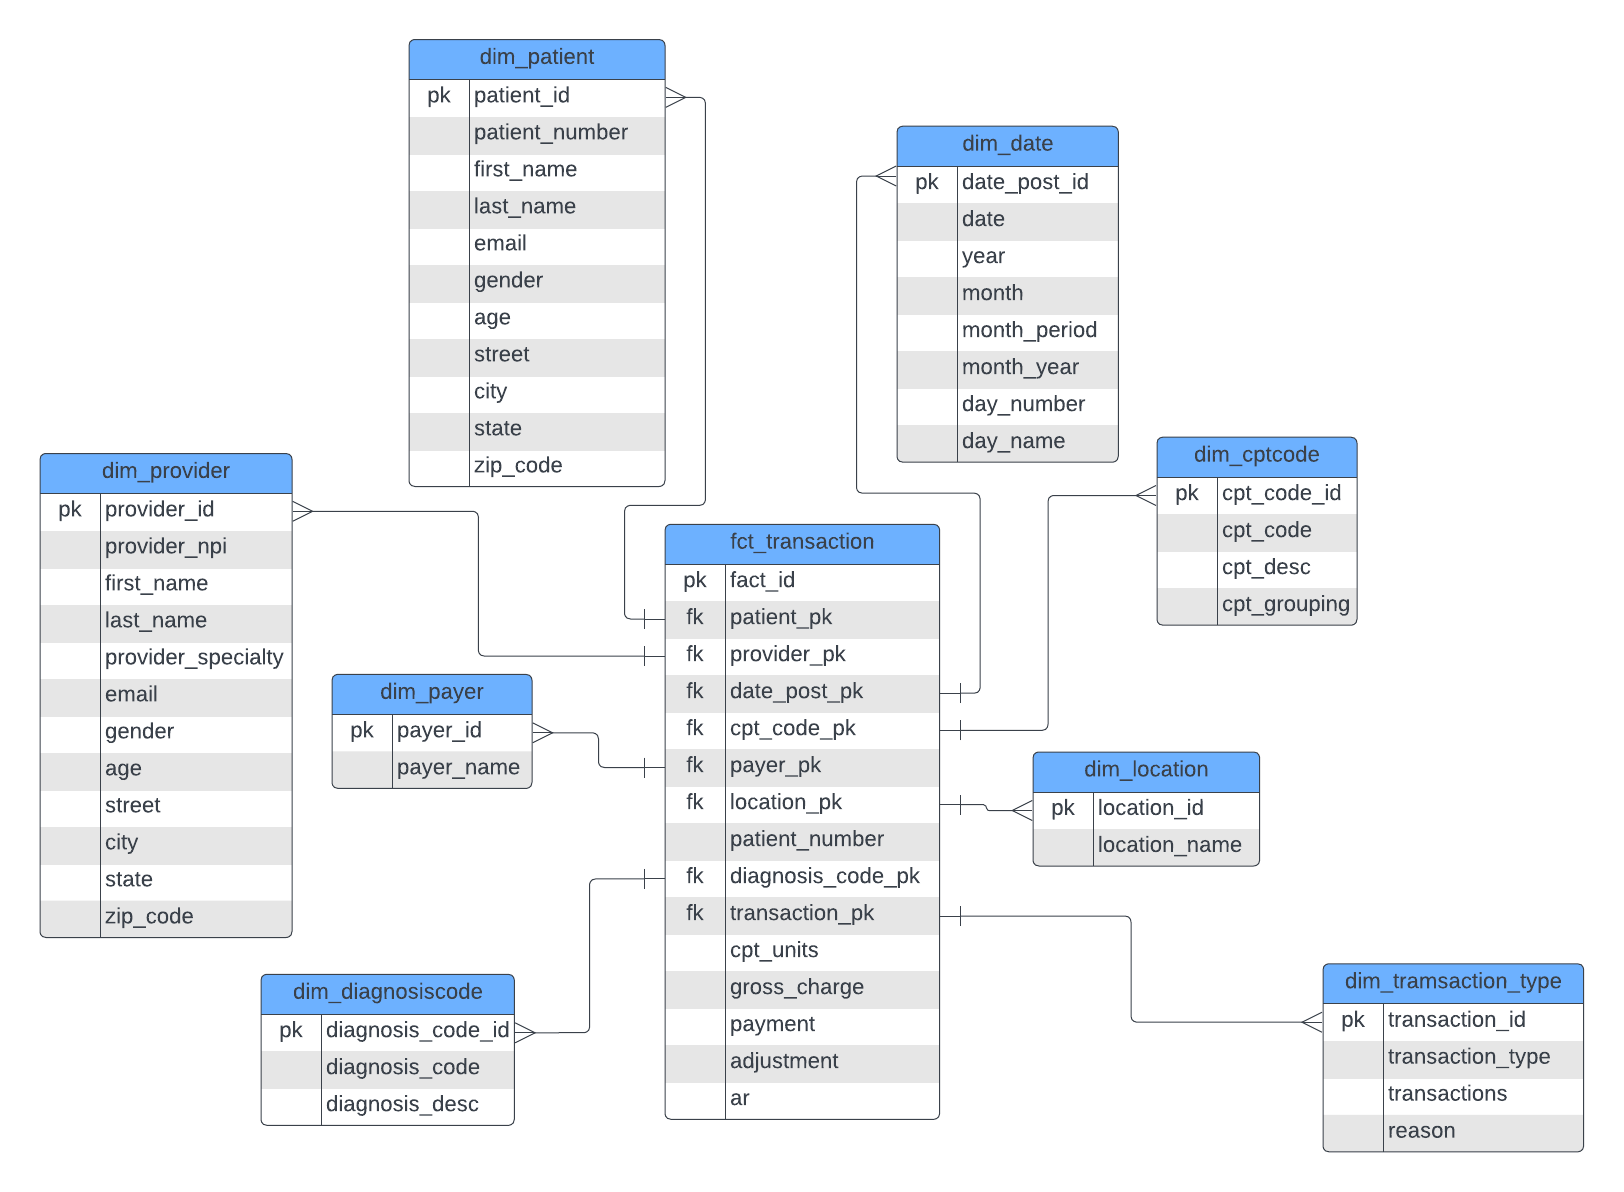 dim_patient
pk patient_id
patient_number
first_name
last_name
email
gender
age
street
city
state
zip_code
dim_date
pk date_post_id
date
year
month
month_period
month_year
day_number
day_name
dim_provider
pk provider_id
provider_npi
first_name
last_name
provider_specialty
email
gender
age
street
city
state
zip_code
dim_cptcode
pk cpt_code_id
cpt_code
cpt_desc
cpt_grouping
fct_transaction
pk fact_id
fk patient_pk
fk provider_pk
fk date_post_pk
fk cpt_code_pk
fk payer_pk
fk location_pk
patient_number
fk diagnosis_code_pk
fk transaction_pk
cpt_units
gross_charge
payment
adjustment
ar
dim_payer
pk payer_id
payer_name
dim_location
pk location_id
location_name
dim_diagnosiscode
pk diagnosis_code_id
diagnosis_code
diagnosis_desc
dim_tramsaction_type
pk transaction_id
transaction_type
transactions
reason